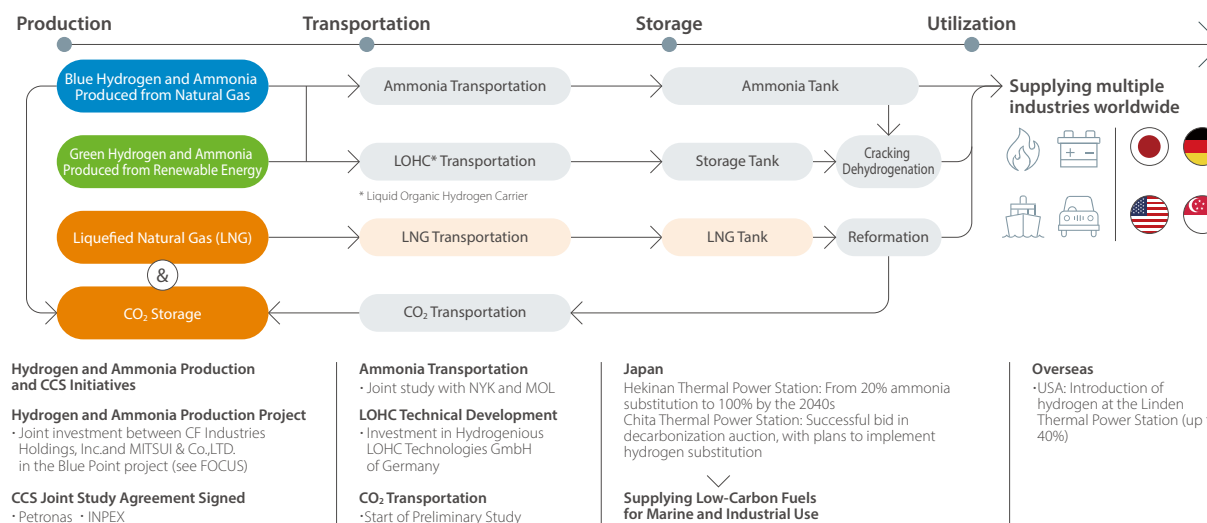 Production
Transportation
Storage
Utilization
Blue Hydrogen and Ammonia
Produced from Natural Gas
Ammonia Transportation
Ammonia Tank
Supplying multiple
industries worldwide
Green Hydrogen and Ammonia
Produced from Renewable Energy
LOHC* Transportation
Storage Tank
Cracking
Dehydrogenation
* Liquid Organic Hydrogen Carrier
Liquefied Natural Gas (LNG)
LNG Transportation
LNG Tank
Reformation
&
CO₂ Storage
CO₂ Transportation
Hydrogen and Ammonia Production
and CCS Initiatives
Hydrogen and Ammonia Production Project
・Joint investment between CF Industries
Holdings, Inc.and MITSUI & Co.,LTD.
in the Blue Point project (see FOCUS)
CCS Joint Study Agreement Signed
・Petronas ・INPEX
Ammonia Transportation
・Joint study with NYK and MOL
LOHC Technical Development
・Investment in Hydrogenious
LOHC Technologies GmbH
of Germany
CO₂ Transportation
・Start of Preliminary Study
Japan
Hekinan Thermal Power Station: From 20% ammonia
substitution to 100% by the 2040s
Chita Thermal Power Station: Successful bid in
decarbonization auction, with plans to implement
hydrogen substitution
Supplying Low-Carbon Fuels
for Marine and Industrial Use
Overseas
・USA: Introduction of
hydrogen at the Linden
Thermal Power Station (up
40%)